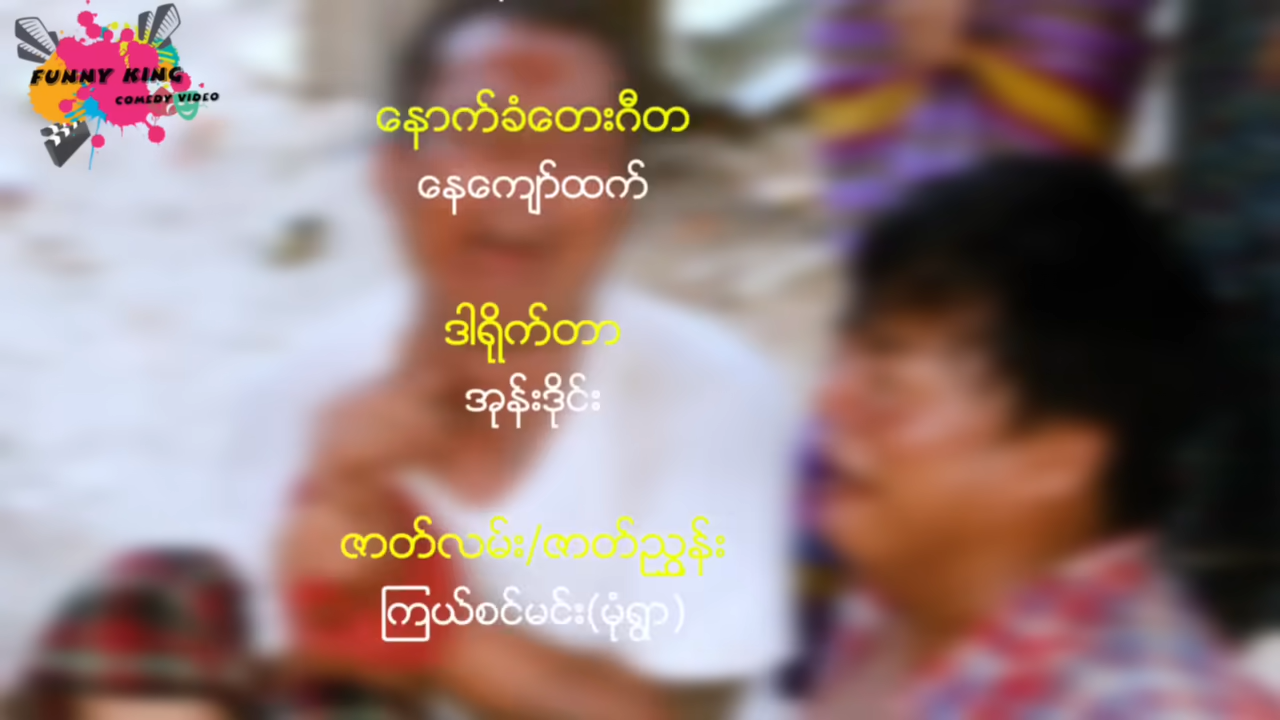 FUNNY KING
COMEDY VIDEO
နောက်ခံတေးဂီတ
နေကျော်ထက်
ဒါရိုက်တာ
အုန်းဒိုင်း
ဇာတ်လမ်း/ဇာတ်ညွှန်း
ကြယ်စင်မင်း(မုံရွာ)